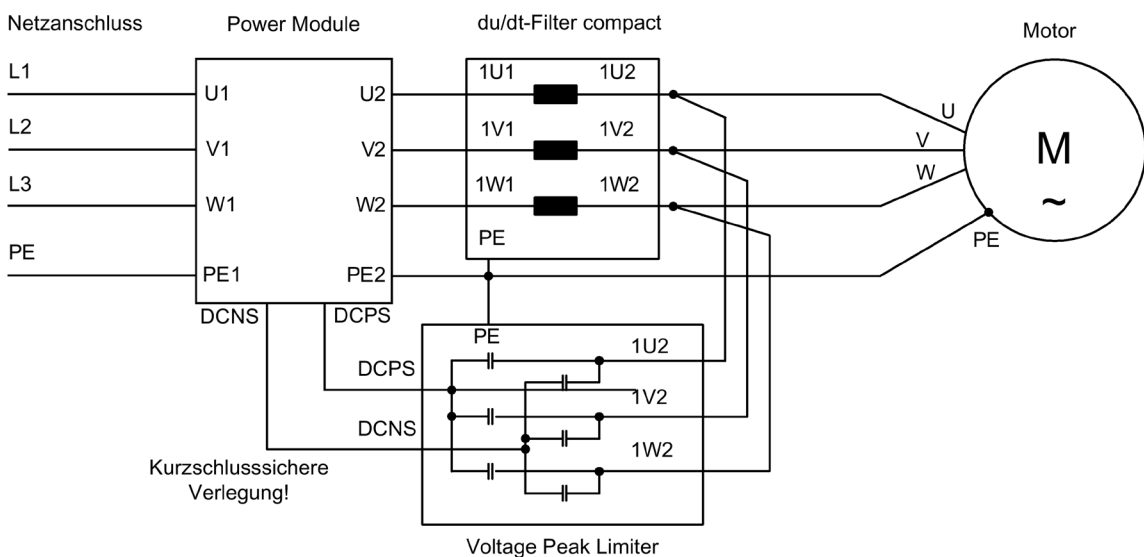 Netzanschluss
Power Module
du/dt-Filter compact
Motor
L1
U1
U2
1U1
1U2
U
L2
V1
V2
1V1
1V2
V
M
~
L3
W1
W2
1W1
1W2
W
PE
PE1
PE2
PE
PE
DCNS
DCPS
PE
DCPS
1U2
1V2
DCNS
1W2
Kurzschlusssichere
Verlegung!
Voltage Peak Limiter